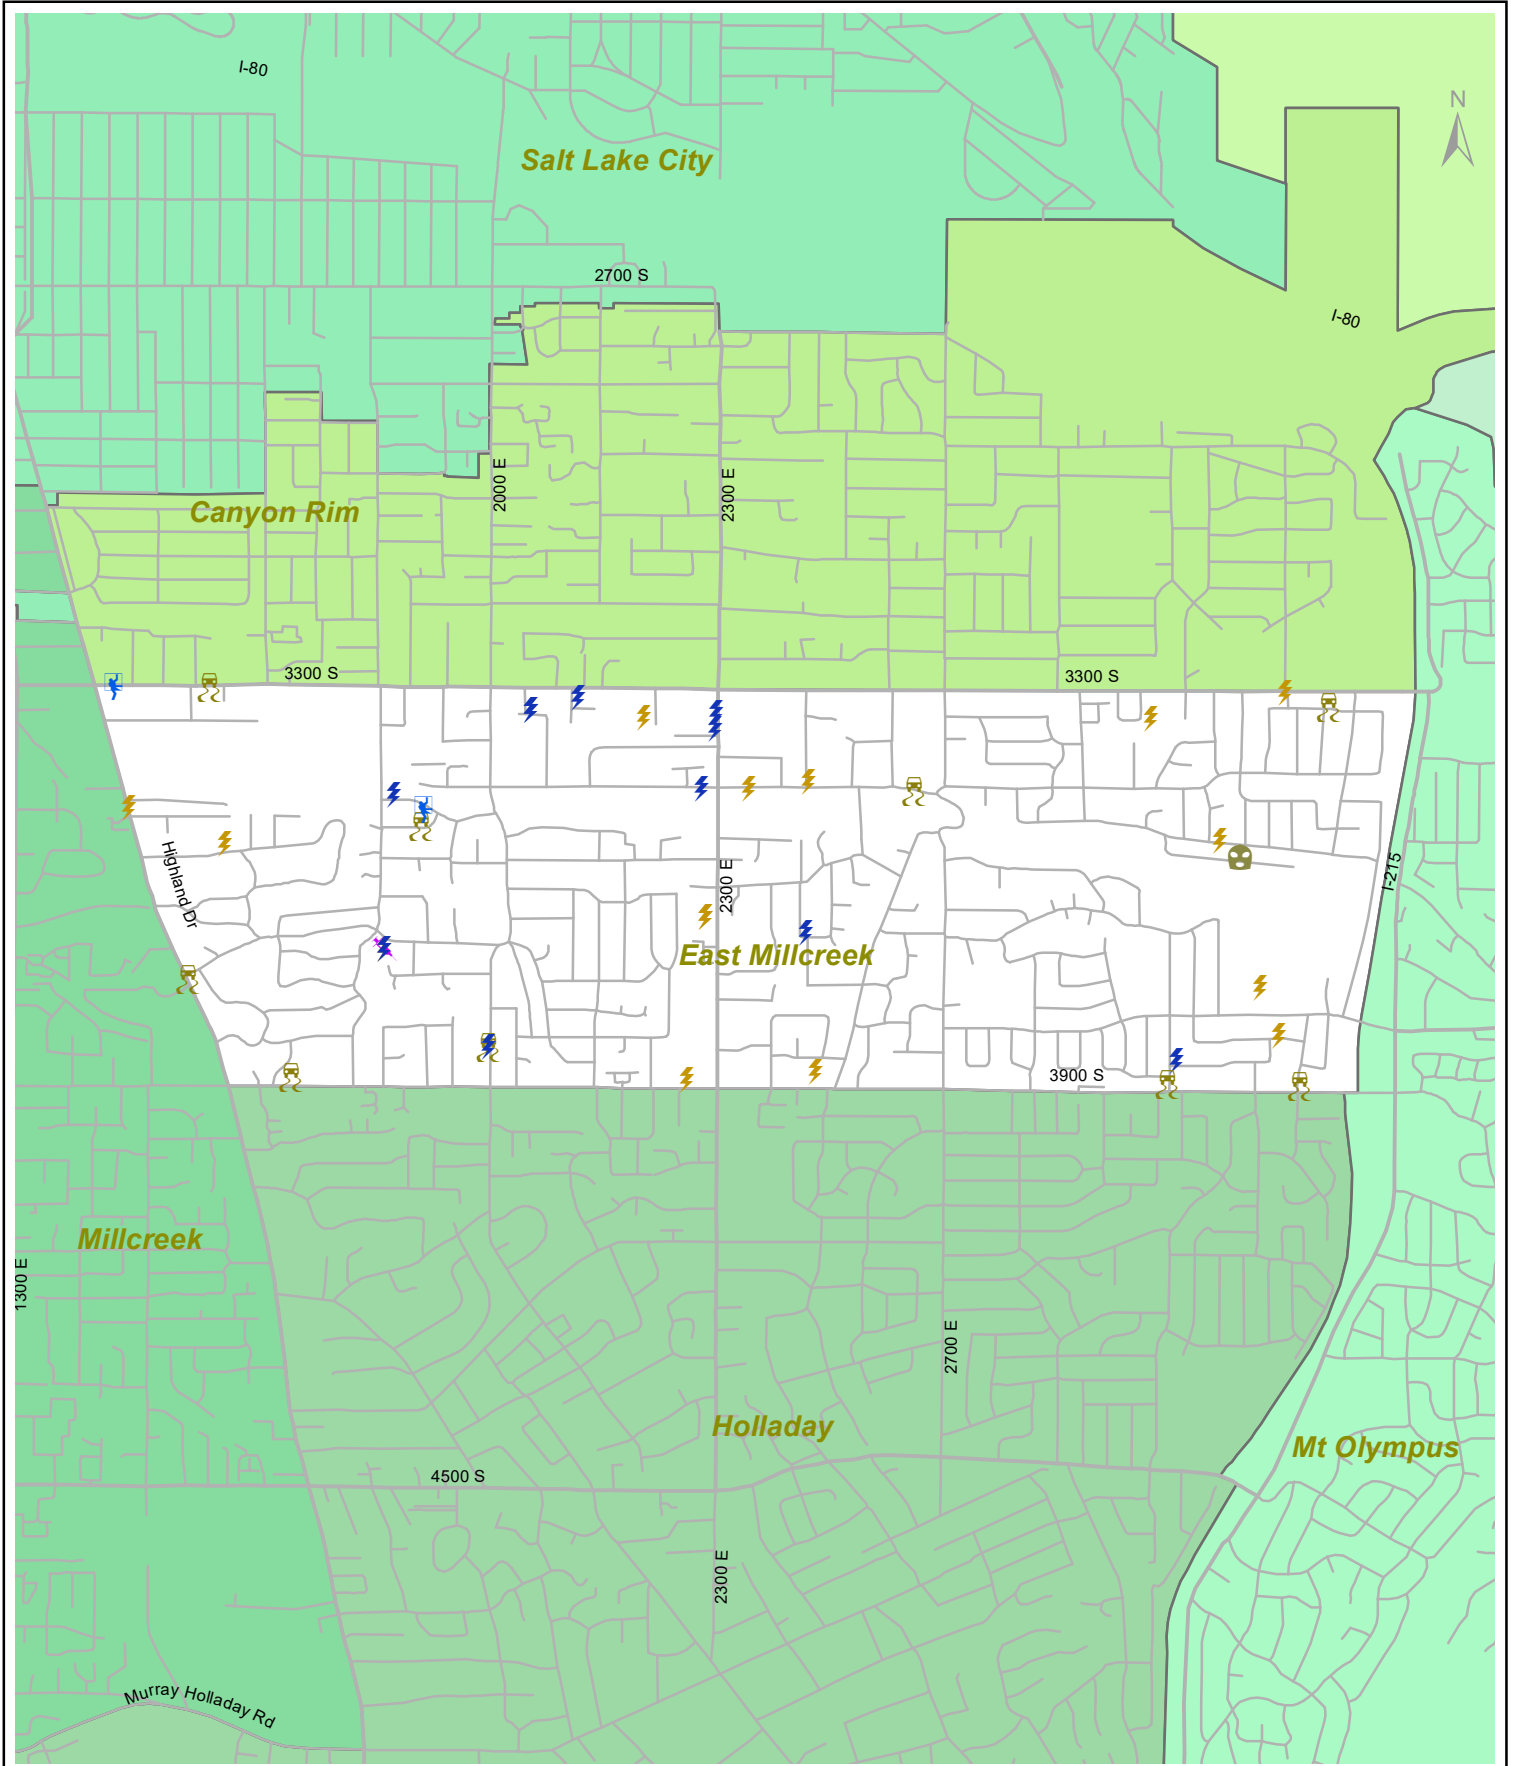 I-80
N
Salt Lake City
2700 S
I-80
2000 E
2300 E
Canyon Rim
3300 S
3300 S
Highland Dr
2300 E
I-215
East Millcreek
3900 S
Millcreek
1300 E
2700 E
Holladay
Mt Olympus
4500 S
2300 E
Murray Holladay Rd